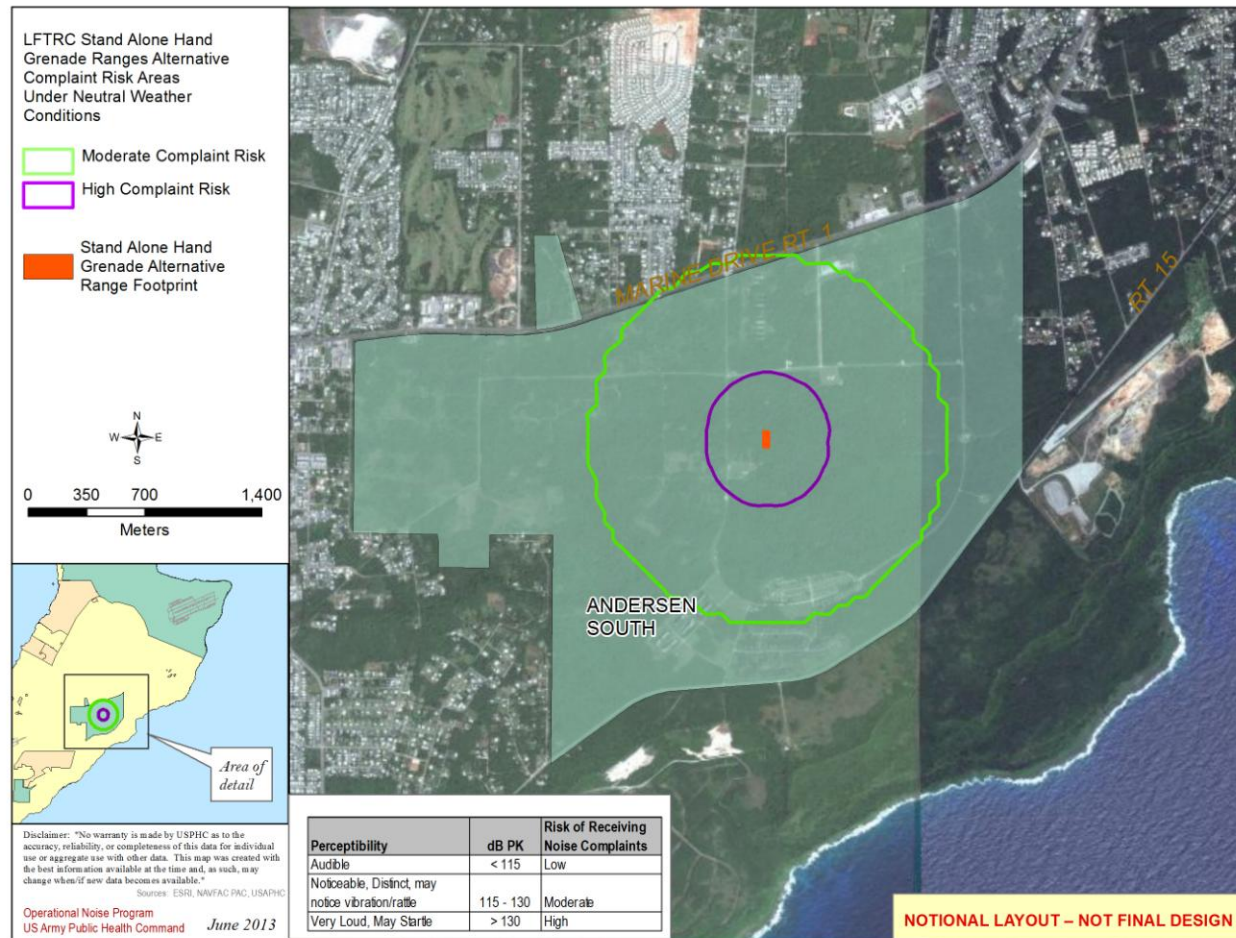 LFTRC Stand Alone Hand
Grenade Ranges Alternative
Complaint Risk Areas
Under Neutral Weather
Conditions
Moderate Complaint Risk
High Complaint Risk
Stand Alone Hand
Grenade Alternative
Range Footprint
N
W E
S
0 350 700 1,400
Meters
Area of
detail
Disclaimer: "No warranty is made by USPHC as to the
accuracy, reliability, or completeness of this data for individual
use or aggregate use with other data. This map was created with
the best information available at the time and, as such, may
change when/if new data becomes available."
Sources: ESRI, NAVFAC PAC, USAPHC
Operational Noise Program
US Army Public Health Command June 2013
MARINE DRIVE RT. 1
RT. 15
ANDERSEN
SOUTH
Perceptibility dB PK Risk of Receiving
Noise Complaints
Audible < 115 Low
Noticeable, Distinct, may
notice vibration/rattle 115 - 130 Moderate
Very Loud, May Startle > 130 High
NOTIONAL LAYOUT – NOT FINAL DESIGN